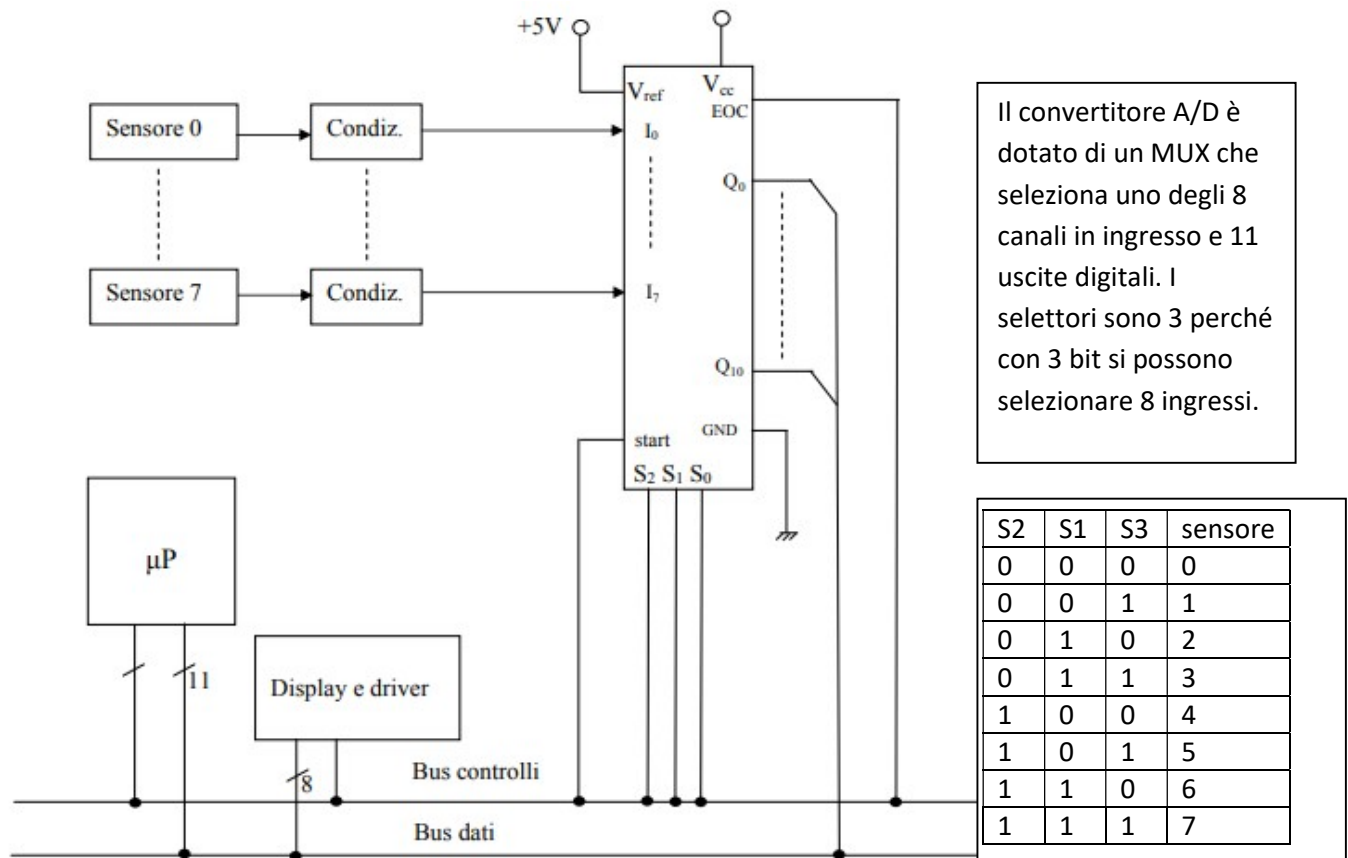 +5V
Vref
Vcc
EOC
Sensore 0
Condiz.
I0
Q0
Sensore 7
Condiz.
I7
Q10
start
GND
S2 S1 S0
Il convertitore A/D è
dotato di un MUX che
seleziona uno degli 8
canali in ingresso e 11
uscite digitali. I
selettori sono 3 perché
con 3 bit si possono
selezionare 8 ingressi.
μP
11
Display e driver
8
Bus controlli
Bus dati
S2 S1 S3 sensore
0 0 0 0
0 0 1 1
0 1 0 2
0 1 1 3
1 0 0 4
1 0 1 5
1 1 0 6
1 1 1 7